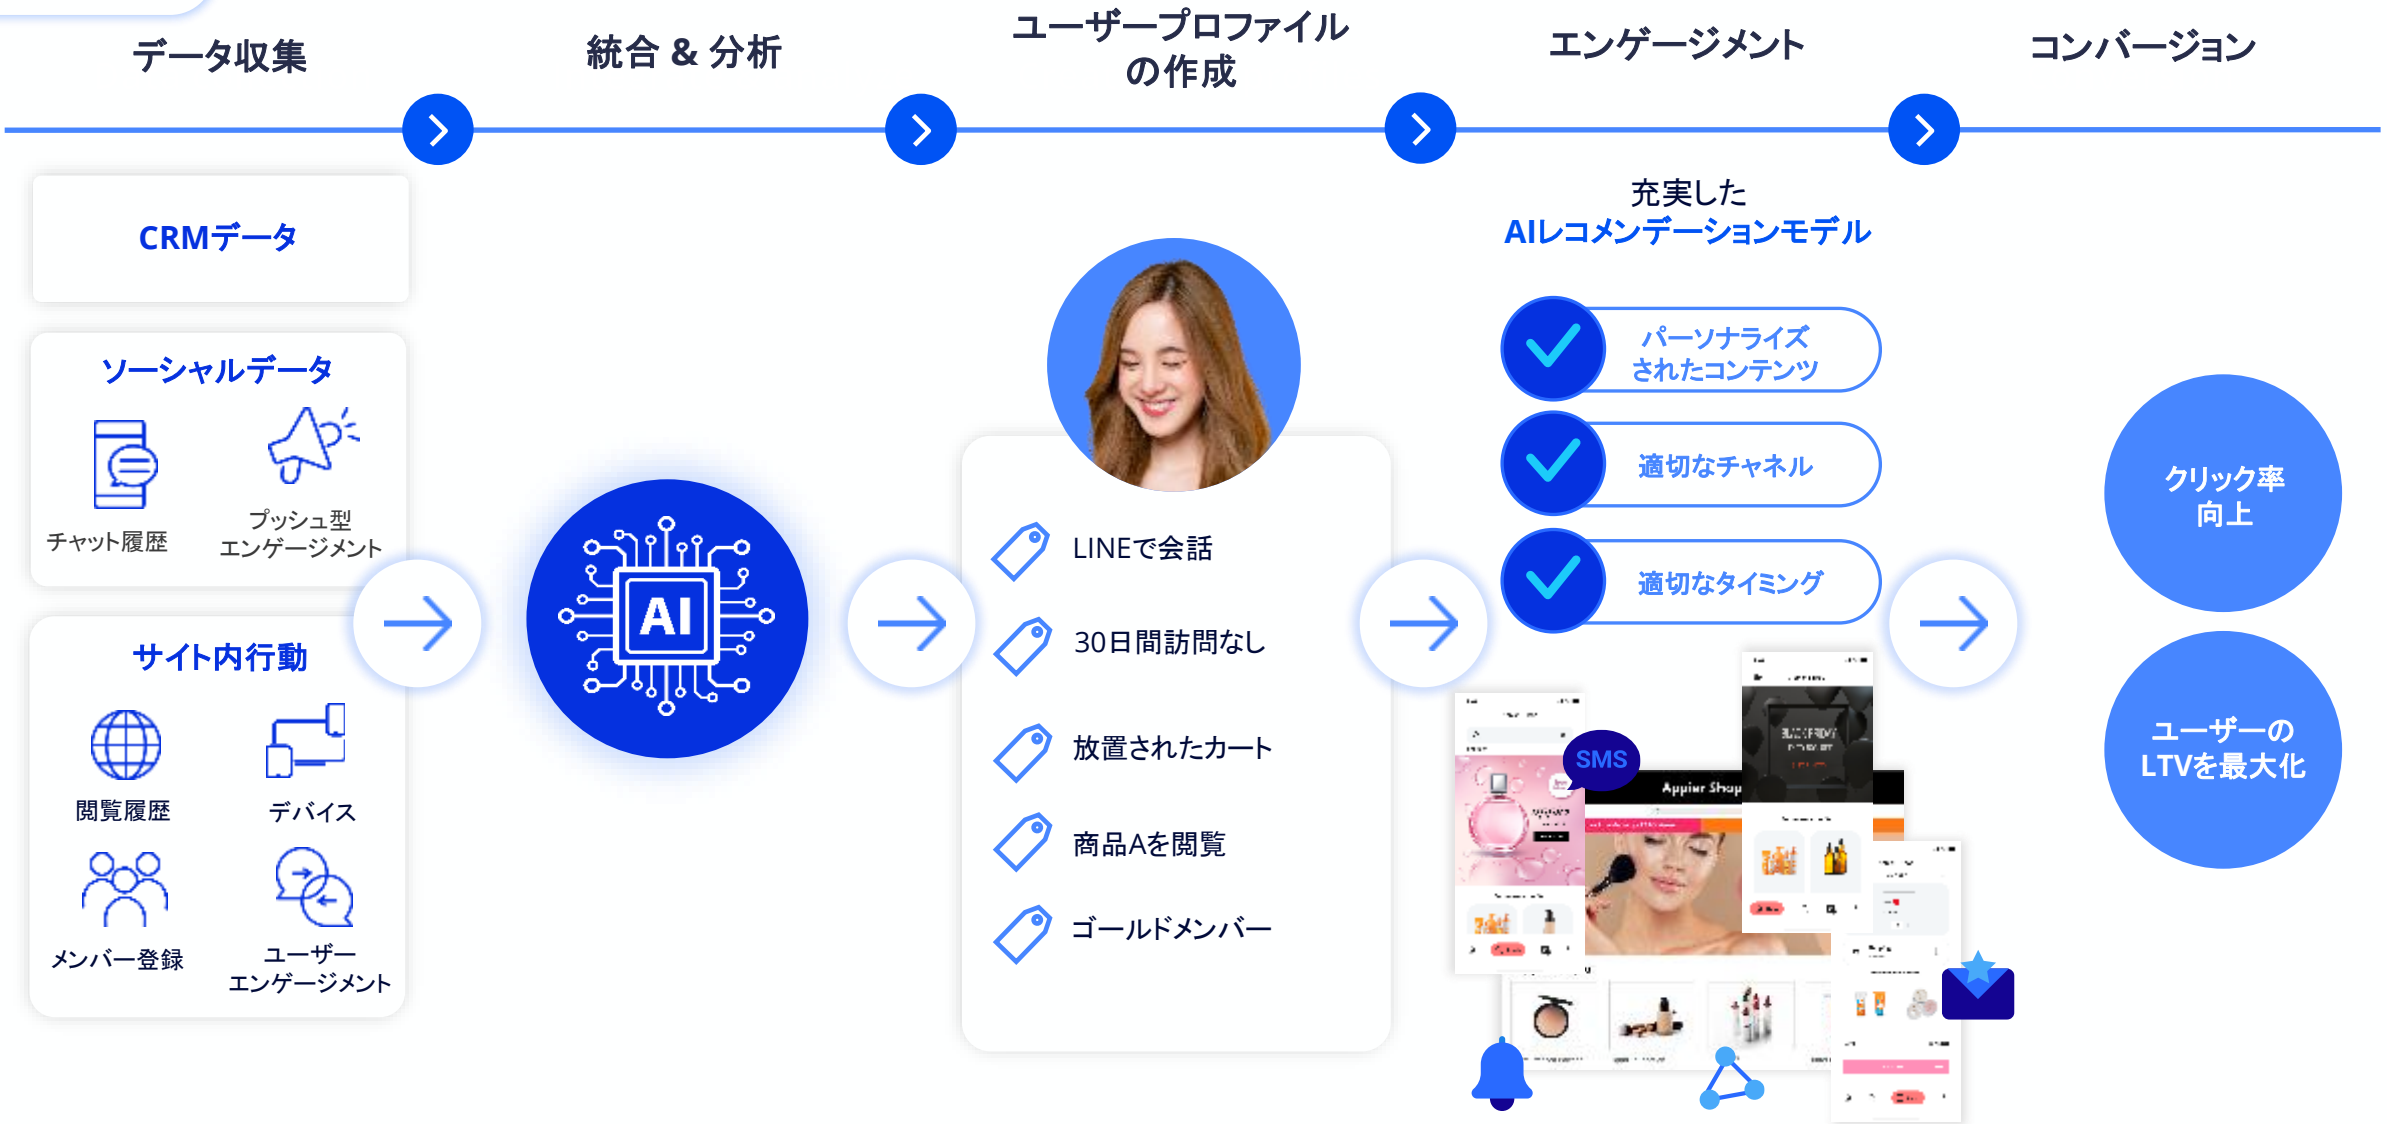 データ収集
統合 & 分析
ユーザープロファイル
の作成
エンゲージメント
コンバージョン
CRMデータ
ソーシャルデータ
チャット履歴
プッシュ型
エンゲージメント
サイト内行動
閲覧履歴
デバイス
メンバー登録
ユーザー
エンゲージメント
AI
LINEで会話
30日間訪問なし
放置されたカート
商品Aを閲覧
ゴールドメンバー
充実した
AIレコメンデーションモデル
パーソナライズ
されたコンテンツ
適切なチャネル
適切なタイミング
SMS
Appier Shop
BLACK FRIDAY
クリック率
向上
ユーザーの
LTVを最大化